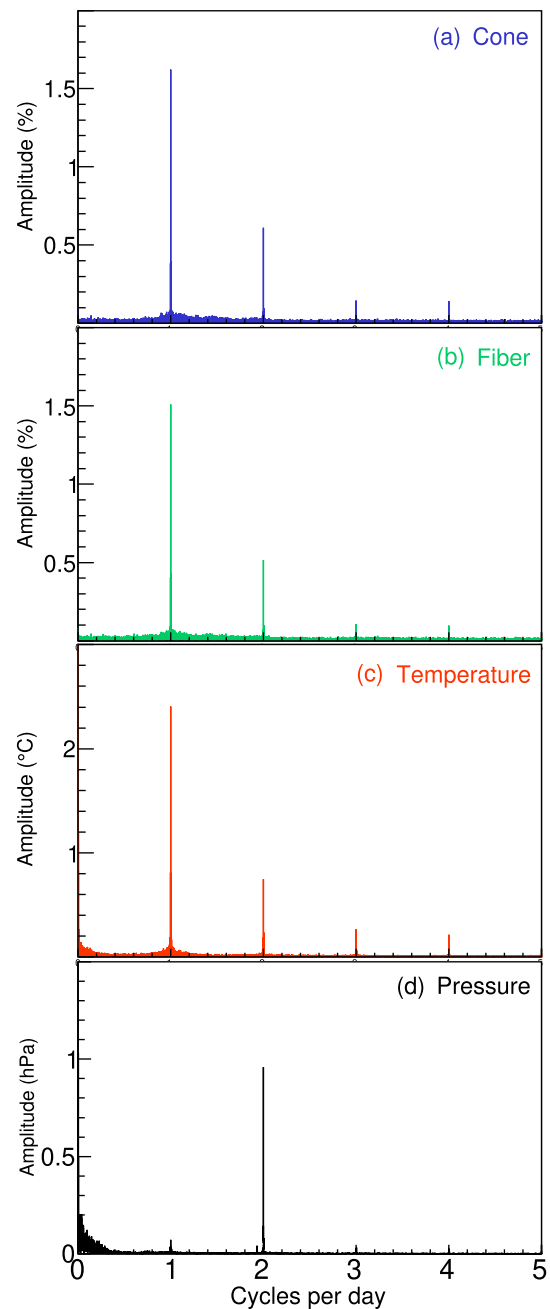 (a) Cone
Amplitude (%)
1.5
1
0.5
(b) Fiber
Amplitude (%)
1.5
1
0.5
(c) Temperature
Amplitude (°C)
2
1
(d) Pressure
Amplitude (hPa)
1
0.5
0
0 1 2 3 4 5
Cycles per day